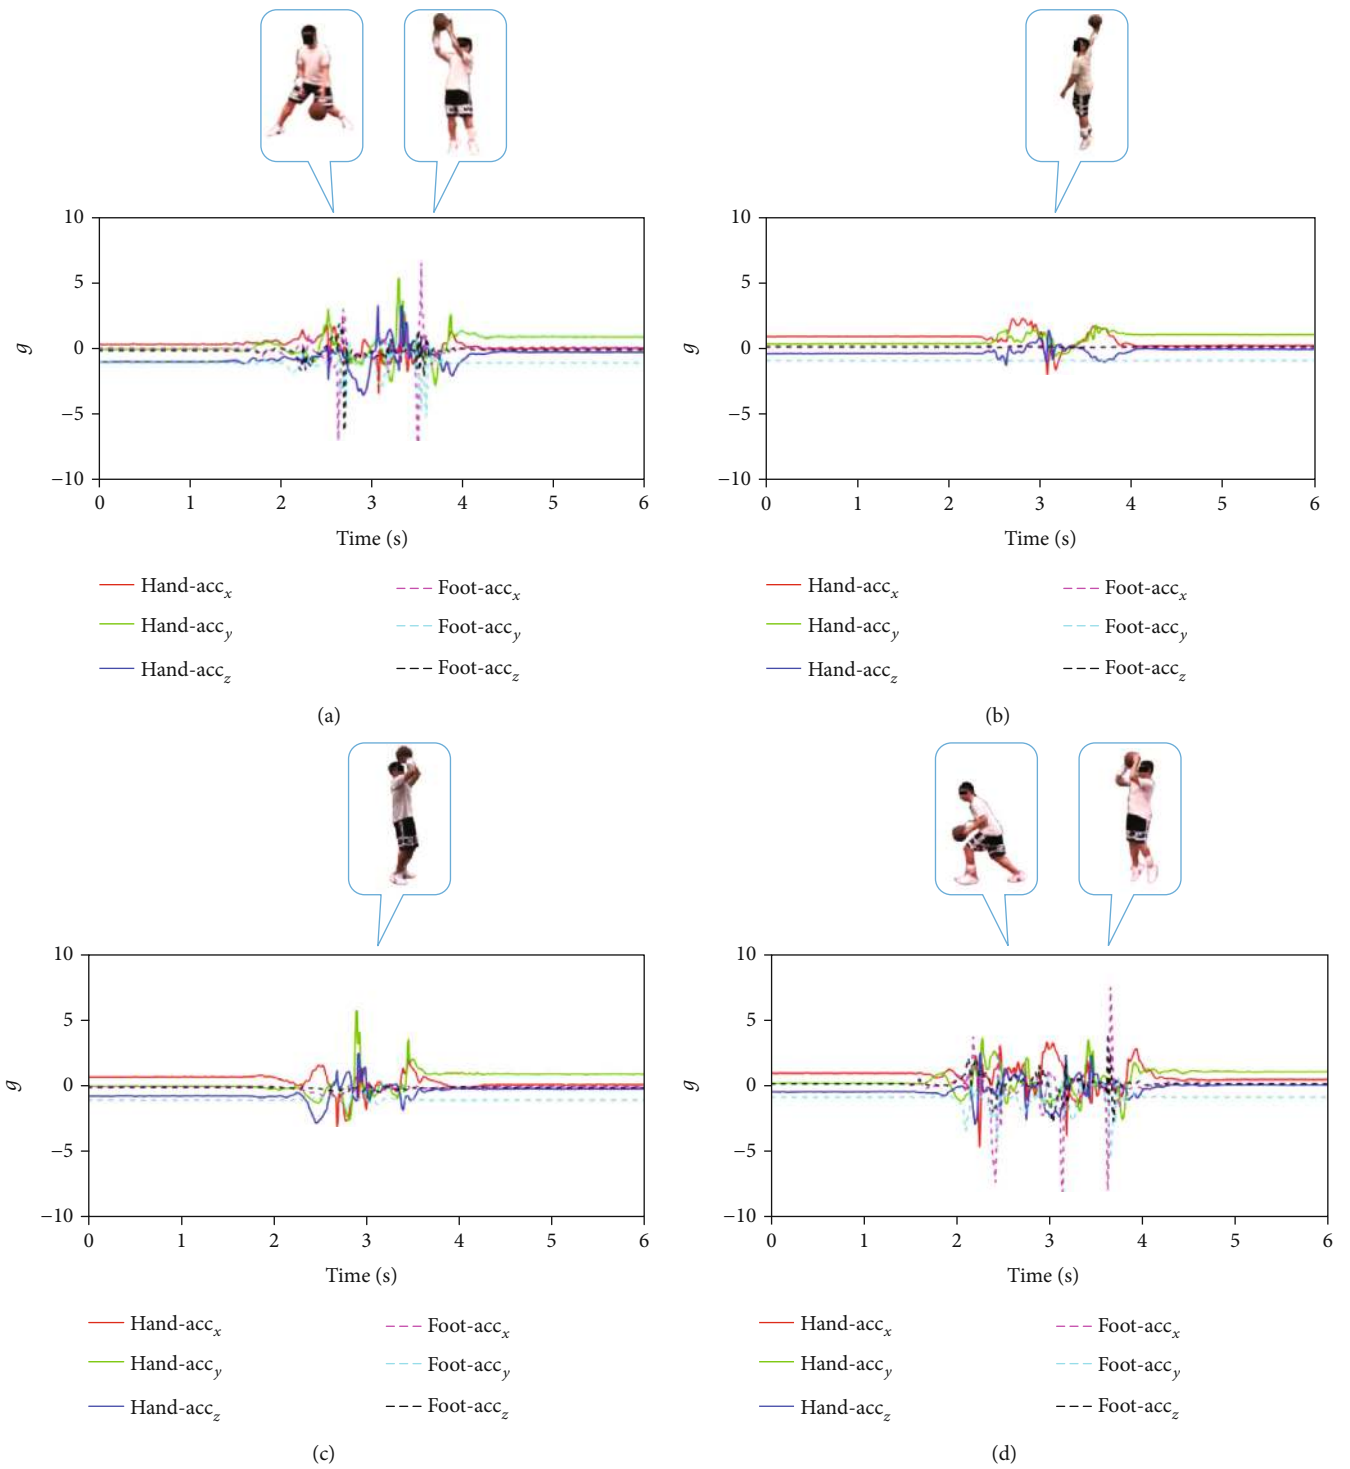 10
5
0
−5
−10
g
0 1 2 3 4 5 6
Time (s)
Hand-acc_x
Foot-acc_x
Hand-acc_y
Foot-acc_y
Hand-acc_z
Foot-acc_z
(a)
10
5
0
−5
−10
g
0 1 2 3 4 5 6
Time (s)
Hand-acc_x
Foot-acc_x
Hand-acc_y
Foot-acc_y
Hand-acc_z
Foot-acc_z
(b)
10
5
0
−5
−10
g
0 1 2 3 4 5 6
Time (s)
Hand-acc_x
Foot-acc_x
Hand-acc_y
Foot-acc_y
Hand-acc_z
Foot-acc_z
(c)
10
5
0
−5
−10
g
0 1 2 3 4 5 6
Time (s)
Hand-acc_x
Foot-acc_x
Hand-acc_y
Foot-acc_y
Hand-acc_z
Foot-acc_z
(d)